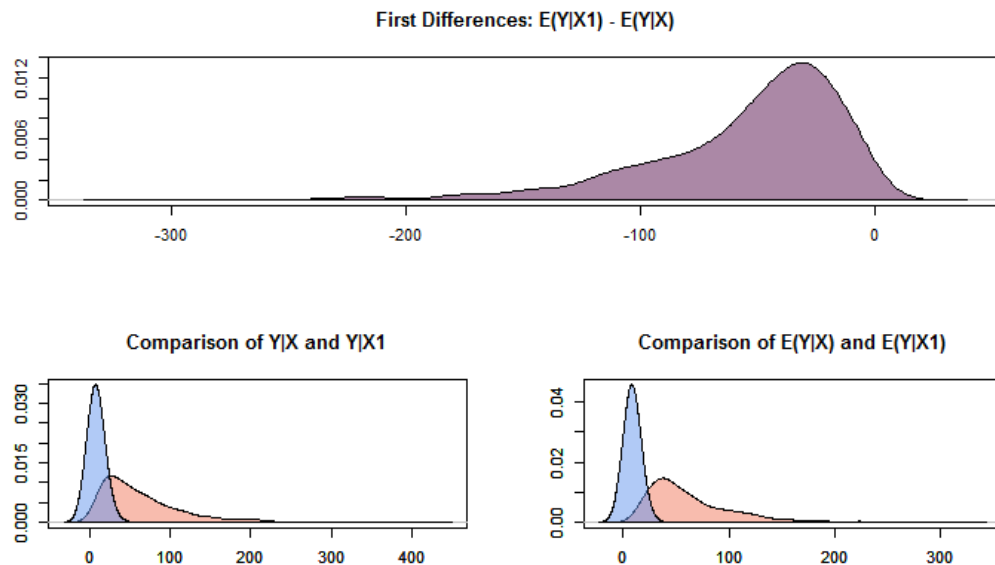 First Differences: E(Y|X1) - E(Y|X)
0.012
0.006
0.000
-300 -200 -100 0
Comparison of Y|X and Y|X1
0.030
0.015
0.000
0 100 200 300 400
Comparison of E(Y|X) and E(Y|X1)
0.04
0.02
0.00
0 100 200 300